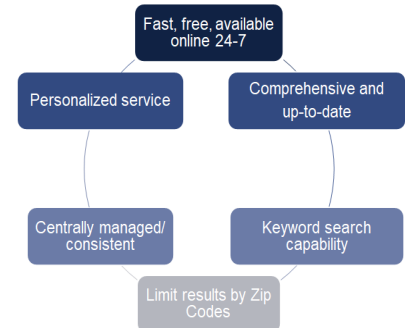 Fast, free, available
online 24-7
Personalized service
Comprehensive and
up-to-date
Centrally managed/
consistent
Keyword search
capability
Limit results by Zip
Codes